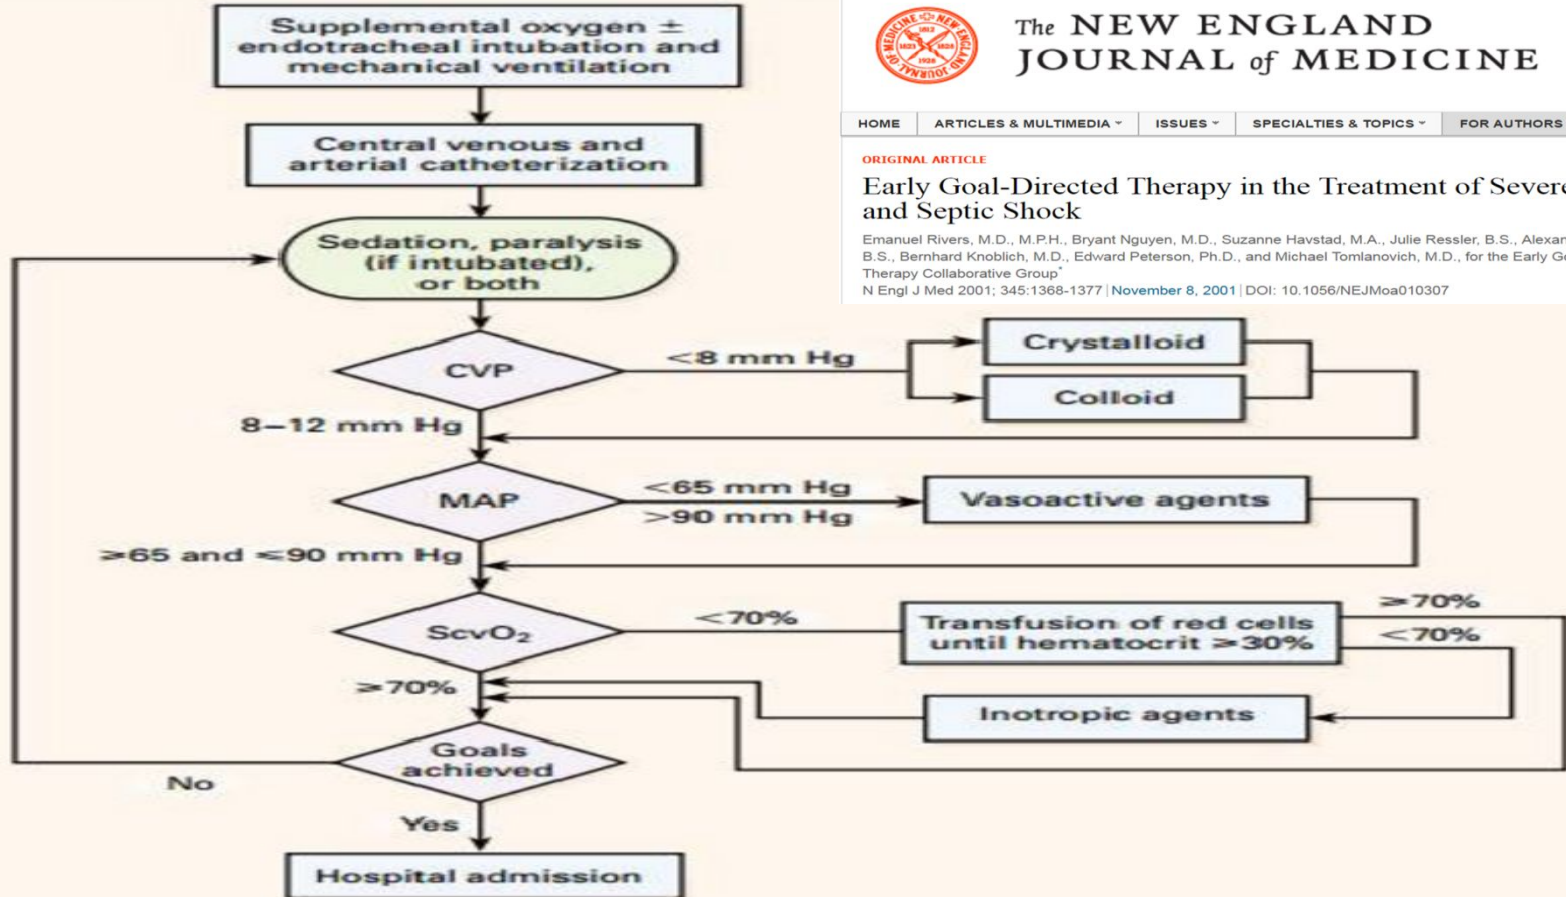 Supplemental oxygen ±
endotracheal intubation and
mechanical ventilation
Central venous and
arterial catheterization
Sedation, paralysis
(if intubated),
or both
CVP
<8 mm Hg
Crystalloid
Colloid
8–12 mm Hg
MAP
<65 mm Hg
>90 mm Hg
Vasoactive agents
≥65 and ≤90 mm Hg
ScvO₂
<70%
Transfusion of red cells
until hematocrit ≥30%
≥70%
<70%
≥70%
Inotropic agents
Goals
achieved
No
Yes
Hospital admission
The NEW ENGLAND
JOURNAL of MEDICINE
HOME ARTICLES & MULTIMEDIA ISSUES SPECIALTIES & TOPICS FOR AUTHORS
ORIGINAL ARTICLE
Early Goal-Directed Therapy in the Treatment of Severe
and Septic Shock
Emanuel Rivers, M.D., M.P.H., Bryant Nguyen, M.D., Suzanne Havstad, M.A., Julie Ressler, B.S.,
B.S., Bernhard Knoblich, M.D., Edward Peterson, Ph.D., and Michael Tomlanovich, M.D., for the Early
Therapy Collaborative Group*
N Engl J Med 2001; 345:1368-1377 | November 8, 2001 | DOI: 10.1056/NEJMoa010307